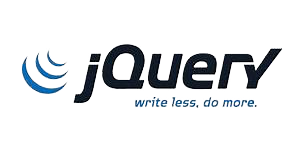 jQuery
write less, do more.